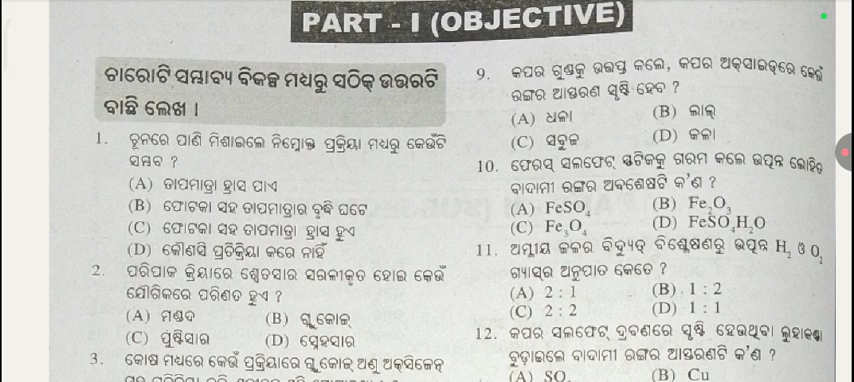 PART - I (OBJECTIVE)
ଚାରୋଟି ସମ୍ଭାବ୍ୟ ବିକଳ୍ପ ମଧ୍ୟରୁ ସଠିକ୍ ଉତ୍ତରଟି
ବାଛି ଲେଖ ।
1. ଚୂନରେ ପାଣି ମିଶାଇଲେ ନିମ୍ନୋକ୍ତ ପ୍ରକ୍ରିୟା ମଧ୍ୟରୁ କେଉଁଟି
ସମ୍ଭବ ?
(A) ତାପମାତ୍ରା ହ୍ରାସ ପାଏ
(B) ଫୋଟକା ସହ ତାପମାତ୍ରାର ବୃଦ୍ଧି ଘଟେ
(C) ଫୋଟକା ସହ ତାପମାତ୍ରା ହ୍ରାସ ହୁଏ
(D) କୌଣସି ପ୍ରତିକ୍ରିୟା କରେ ନାହିଁ
2. ପରିପାକ କ୍ରିୟାରେ ଶ୍ଵେତସାର ସରଳୀକୃତ ହୋଇ କେଉଁ
ଯୌଗିକରେ ପରିଣତ ହୁଏ ?
(A) ମଣ୍ଡଦ (B) ଗ୍ଲୁକୋଜ୍
(C) ପୁଷ୍ଟିସାର (D) ସ୍ନେହସାର
3. କୋଷ ମଧ୍ୟରେ କେଉଁ ପ୍ରକ୍ରିୟାରେ ଗ୍ଲୁକୋଜ୍ ଅଣୁ ଅକ୍ସିଜେନ୍
9. କପର ଗୁଣ୍ଡକୁ ଉତ୍ତପ୍ତ କଲେ, କପର ଅକ୍ସାଇଡ୍‌ରେ କେଉଁ
ରଙ୍ଗର ଆସ୍ତରଣ ସୃଷ୍ଟି ହେବ ?
(A) ଧଳା (B) ଲାଲ୍
(C) ସବୁଜ (D) କଳା
10. ଫେରସ୍ ସଲଫେଟ୍ ସ୍ଫଟିକକୁ ଗରମ କଲେ ଉତ୍ପନ୍ନ ଲୋହିତ
ବାଦାମୀ ରଙ୍ଗର ଅବଶେଷଟି କ'ଣ ?
(A) FeSO₄ (B) Fe₂O₃
(C) Fe₃O₄ (D) FeSO₄H₂O
11. ଅମ୍ଳୀୟ ଜଳର ବିଦ୍ୟୁତ୍ ବିଶ୍ଳେଷଣରୁ ଉତ୍ପନ୍ନ H₂ ଓ O₂
ଗ୍ୟାସ୍‌ର ଅନୁପାତ କେତେ ?
(A) 2 : 1 (B) 1 : 2
(C) 2 : 2 (D) 1 : 1
12. କପର ସଲଫେଟ୍ ଦ୍ରବଣରେ ସୃଷ୍ଟି ହେଉଥିବା ଲୁହାକଣ୍ଟା
ବୁଡ଼ାଇଲେ ବାଦାମୀ ରଙ୍ଗର ଆସ୍ତରଣଟି କ'ଣ ?
(A) SO (B) Cu